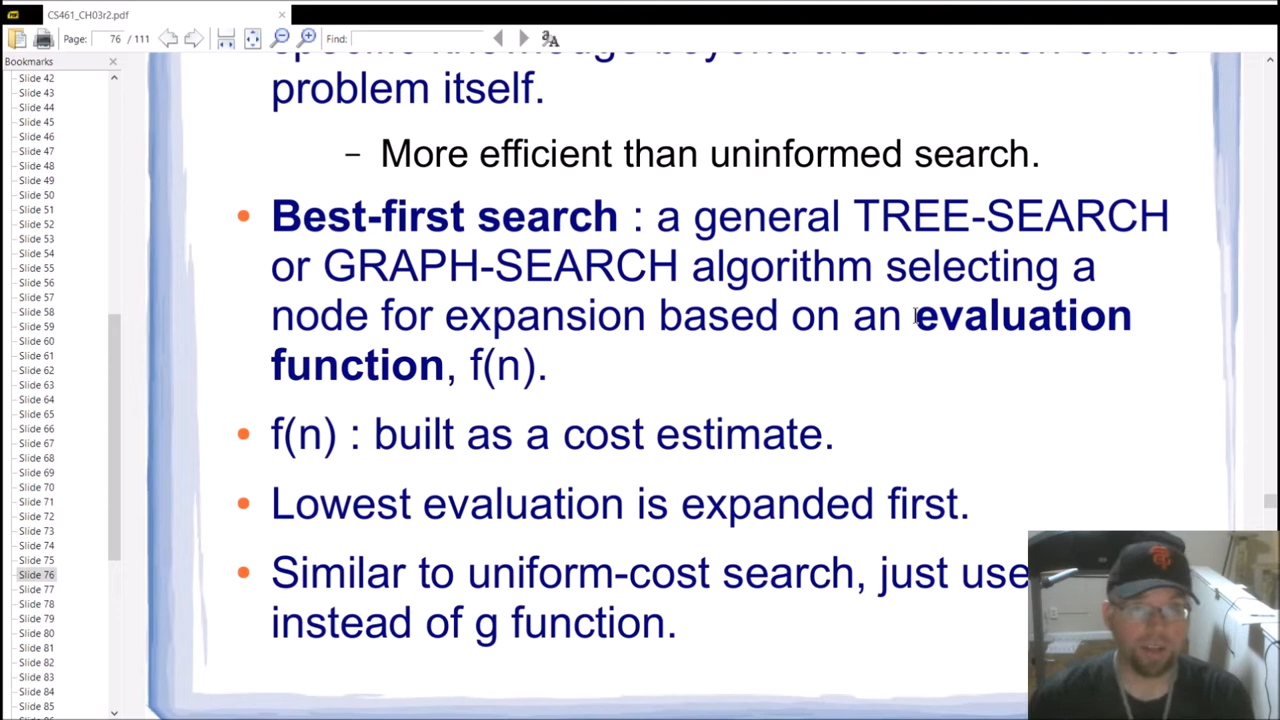 CS461_CH03r2.pdf
Page: 76 / 111 Find:
Bookmarks
Slide 42
Slide 43
Slide 44
Slide 45
Slide 46
Slide 47
Slide 48
Slide 49
Slide 50
Slide 51
Slide 52
Slide 53
Slide 54
Slide 55
Slide 56
Slide 57
Slide 58
Slide 59
Slide 60
Slide 61
Slide 62
Slide 63
Slide 64
Slide 65
Slide 66
Slide 67
Slide 68
Slide 69
Slide 70
Slide 71
Slide 72
Slide 73
Slide 74
Slide 75
Slide 76
Slide 77
Slide 78
Slide 79
Slide 80
Slide 81
Slide 82
Slide 83
Slide 84
Slide 85
problem itself.
– More efficient than uninformed search.
• Best-first search : a general TREE-SEARCH
or GRAPH-SEARCH algorithm selecting a
node for expansion based on an evaluation
function, f(n).
• f(n) : built as a cost estimate.
• Lowest evaluation is expanded first.
• Similar to uniform-cost search, just use
instead of g function.
SF